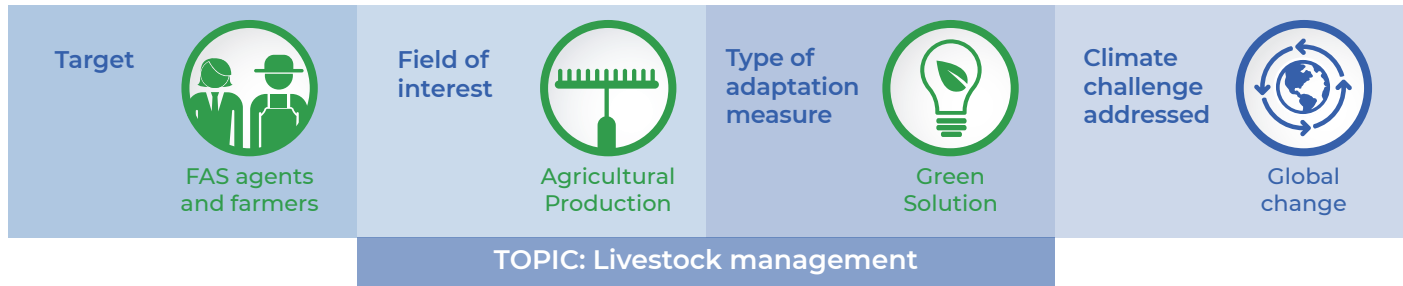 Target
FAS agents
and farmers
Field of
interest
Agricultural
Production
Type of
adaptation
measure
Green
Solution
Climate
challenge
addressed
Global
change
TOPIC: Livestock management